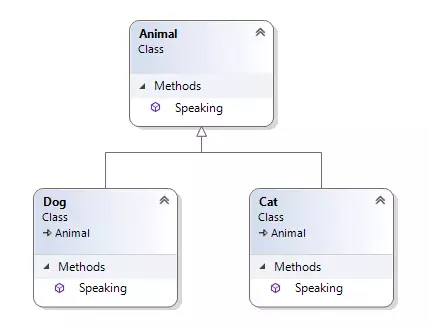 Animal
Class
Methods
Speaking
Dog
Class
Animal
Methods
Speaking
Cat
Class
Animal
Methods
Speaking